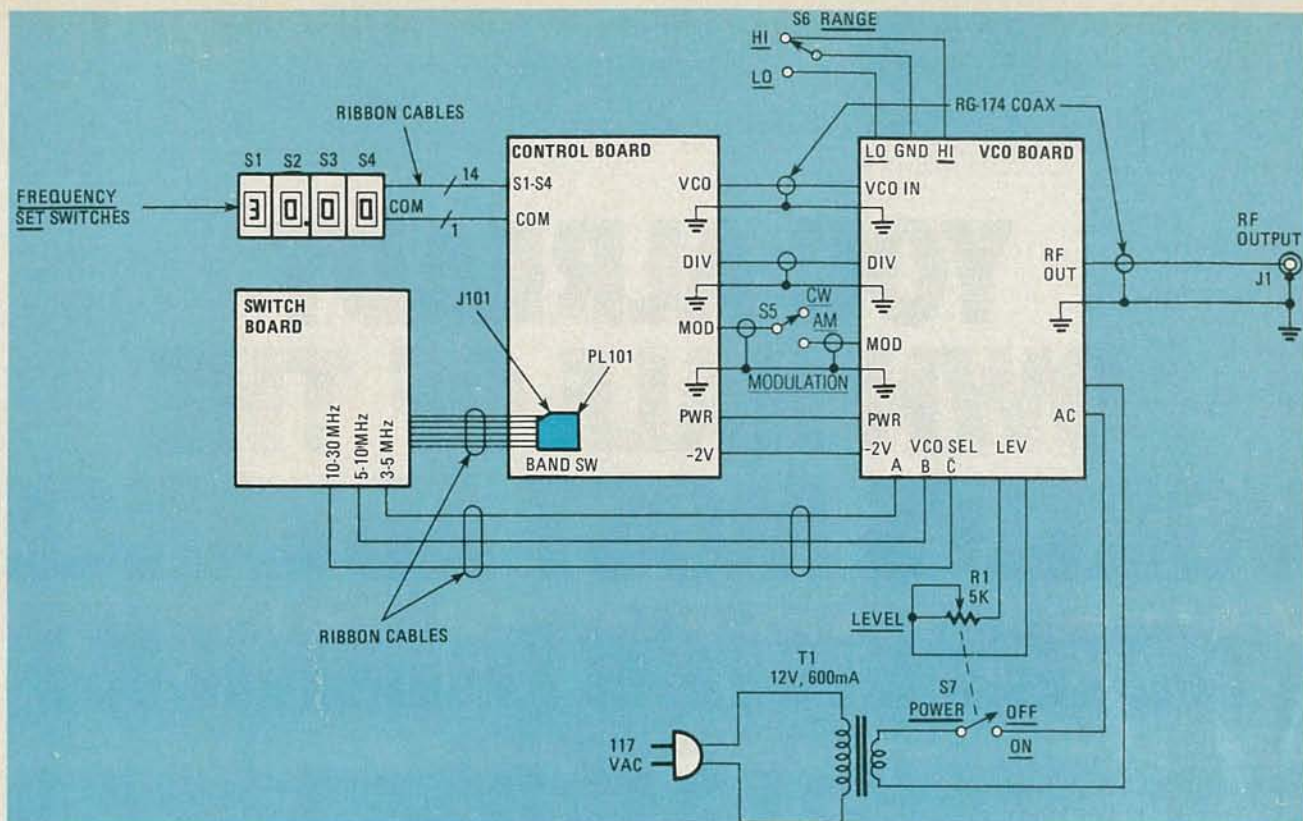 S6 RANGE
HI
LO
RG-174 COAX
RIBBON CABLES
S1 S2 S3 S4
3 0.0 0
FREQUENCY
SET SWITCHES
14
COM
1
CONTROL BOARD
S1-S4
COM
VCO
DIV
MOD
PWR
-2V
J101
PL101
BAND SW
SWITCH
BOARD
10-30 MHz
5-10 MHz
3-5 MHz
S5
CW
AM
MODULATION
LO GND HI
VCO BOARD
VCO IN
DIV
MOD
PWR
-2V
VCO SEL
A B C
LEV
RF
OUT
AC
RF
OUTPUT
J1
RIBBON CABLES
R1
5K
LEVEL
T1
12V, 600mA
S7
POWER
OFF
ON
117
VAC